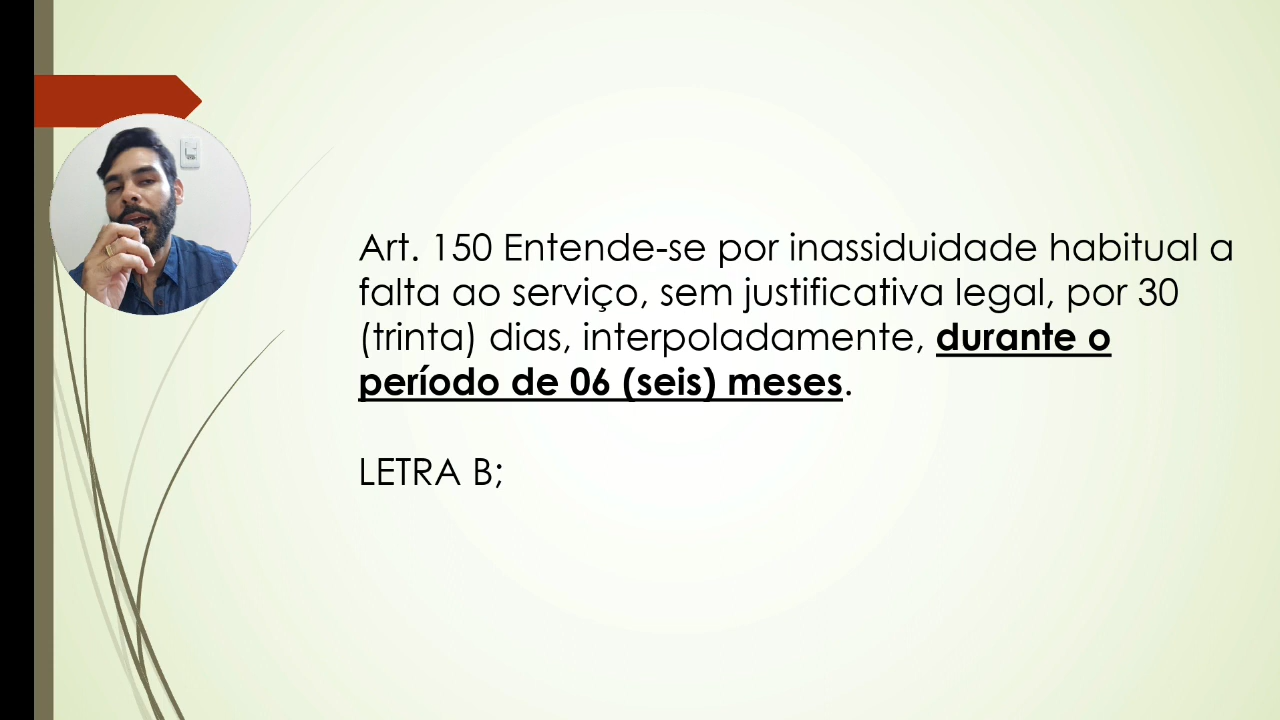 Art. 150 Entende-se por inassiduidade habitual a
falta ao serviço, sem justificativa legal, por 30
(trinta) dias, interpoladamente, durante o
período de 06 (seis) meses.
LETRA B;